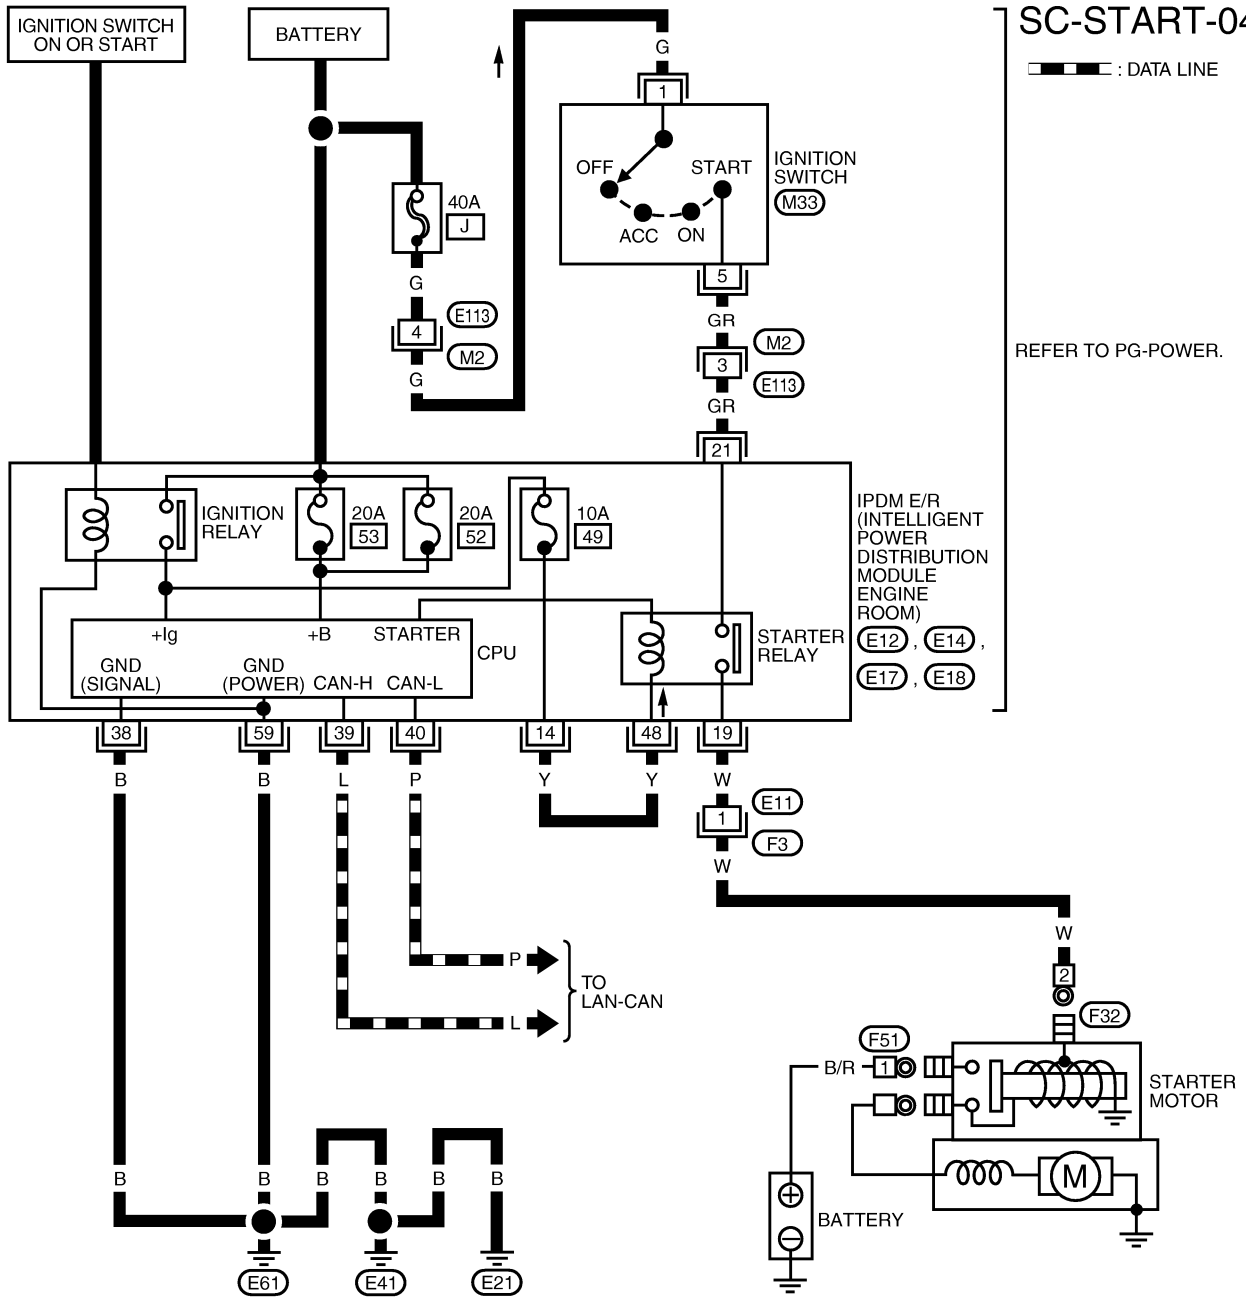 IGNITION SWITCH
ON OR START
BATTERY
SC-START-04
: DATA LINE
G
1
OFF
START
ACC
ON
IGNITION
SWITCH
M33
40A
J
G
E113
4
M2
G
5
GR
M2
3
E113
GR
21
REFER TO PG-POWER.
IGNITION
RELAY
20A
53
20A
52
10A
49
IPDM E/R
(INTELLIGENT
POWER
DISTRIBUTION
MODULE
ENGINE
ROOM)
E12 , E14 ,
E17 , E18
+Ig
+B
STARTER
CPU
GND
(SIGNAL)
GND
(POWER)
CAN-H
CAN-L
STARTER
RELAY
38
59
39
40
14
48
19
B
B
L
P
Y
Y
W
E11
1
F3
W
W
2
F32
P
L
TO
LAN-CAN
F51
B/R
1
STARTER
MOTOR
M
BATTERY
B
B
B
B
B
B
E61
E41
E21